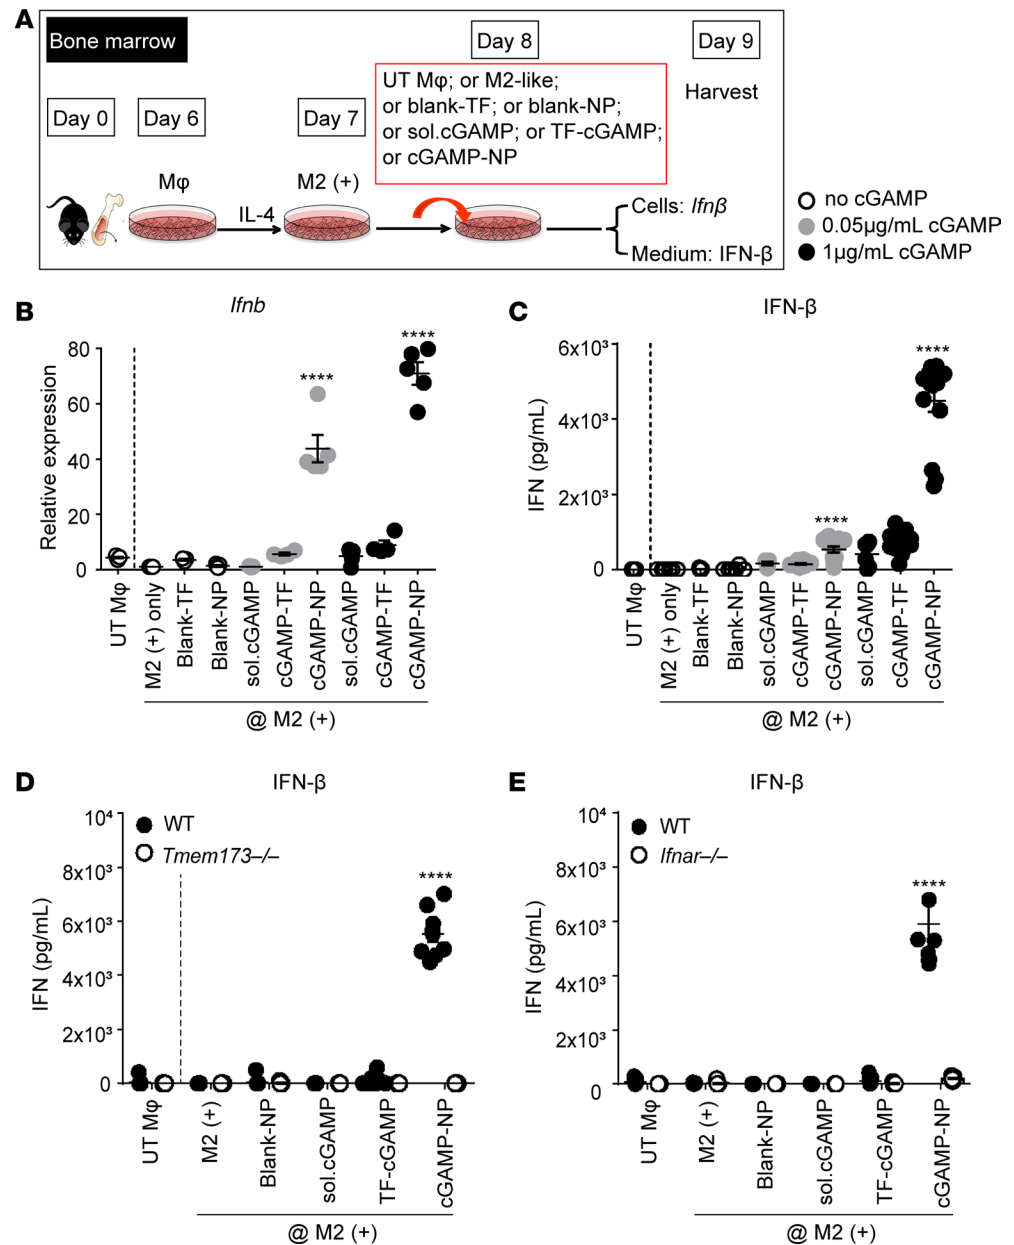 A
Bone marrow
Day 8
Day 9
UT Mφ; or M2-like;
or blank-TF; or blank-NP;
or sol.cGAMP; or TF-cGAMP;
or cGAMP-NP
Harvest
Day 0
Day 6
Day 7
Mφ
M2 (+)
IL-4
Cells: Ifnβ
Medium: IFN-β
no cGAMP
0.05µg/mL cGAMP
1µg/mL cGAMP
B
Ifnb
Relative expression
80
60
40
20
0
****
****
UT Mφ
M2 (+) only
Blank-TF
Blank-NP
sol.cGAMP
cGAMP-TF
cGAMP-NP
sol.cGAMP
cGAMP-TF
cGAMP-NP
@ M2 (+)
C
IFN-β
IFN (pg/mL)
6x10³
4x10³
2x10³
0
****
****
UT Mφ
M2 (+) only
Blank-TF
Blank-NP
sol.cGAMP
cGAMP-TF
cGAMP-NP
sol.cGAMP
cGAMP-TF
cGAMP-NP
@ M2 (+)
D
IFN-β
IFN (pg/mL)
10⁴
8x10³
6x10³
4x10³
2x10³
0
WT
Tmem173–/–
****
UT Mφ
M2 (+)
Blank-NP
sol.cGAMP
TF-cGAMP
cGAMP-NP
@ M2 (+)
E
IFN-β
IFN (pg/mL)
10⁴
8x10³
6x10³
4x10³
2x10³
0
WT
Ifnar–/–
****
UT Mφ
M2 (+)
Blank-NP
sol.cGAMP
TF-cGAMP
cGAMP-NP
@ M2 (+)